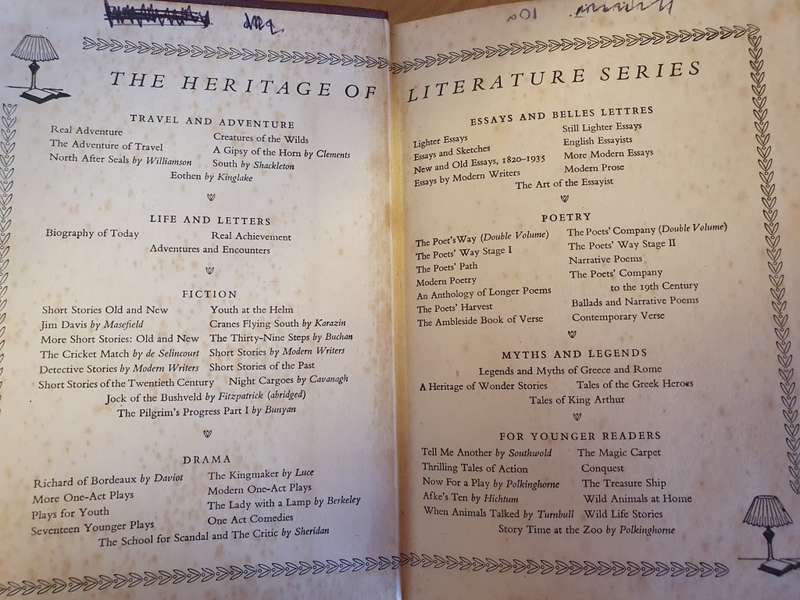 THE HERITAGE OF LITERATURE SERIES
TRAVEL AND ADVENTURE
Real Adventure
The Adventure of Travel
North After Seals by Williamson
Creatures of the Wilds
A Gipsy of the Horn by Clements
South by Shackleton
Eothen by Kinglake
LIFE AND LETTERS
Biography of Today
Real Achievement
Adventures and Encounters
FICTION
Short Stories Old and New
Jim Davis by Masefield
More Short Stories: Old and New
The Cricket Match by de Selincourt
Detective Stories by Modern Writers
Short Stories of the Twentieth Century
Youth at the Helm
Cranes Flying South by Karazin
The Thirty-Nine Steps by Buchan
Short Stories by Modern Writers
Short Stories of the Past
Night Cargoes by Cavanagh
Jock of the Bushveld by Fitzpatrick (abridged)
The Pilgrim's Progress Part I by Bunyan
DRAMA
Richard of Bordeaux by Daviot
More One-Act Plays
Plays for Youth
Seventeen Younger Plays
The Kingmaker by Luce
Modern One-Act Plays
The Lady with a Lamp by Berkeley
One Act Comedies
The School for Scandal and The Critic by Sheridan
ESSAYS AND BELLES LETTRES
Lighter Essays
Essays and Sketches
New and Old Essays, 1820-1935
Essays by Modern Writers
Still Lighter Essays
English Essayists
More Modern Essays
Modern Prose
The Art of the Essayist
POETRY
The Poet's Way (Double Volume)
The Poets' Way Stage I
The Poets' Path
Modern Poetry
An Anthology of Longer Poems
The Poets' Harvest
The Ambleside Book of Verse
The Poets' Company (Double Volume)
The Poets' Way Stage II
Narrative Poems
The Poets' Company
to the 19th Century
Ballads and Narrative Poems
Contemporary Verse
MYTHS AND LEGENDS
Legends and Myths of Greece and Rome
A Heritage of Wonder Stories
Tales of the Greek Heroes
Tales of King Arthur
FOR YOUNGER READERS
Tell Me Another by Southwold
Thrilling Tales of Action
Now For a Play by Polkinghorne
Afke's Ten by Hichtum
When Animals Talked by Turnbull
The Magic Carpet
Conquest
The Treasure Ship
Wild Animals at Home
Wild Life Stories
Story Time at the Zoo by Polkinghorne